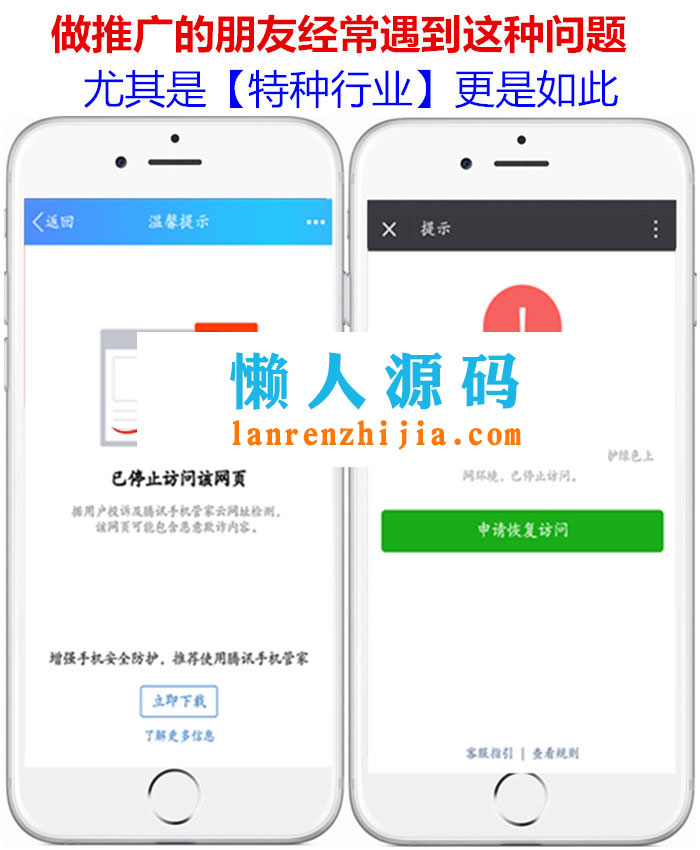 做推广的朋友经常遇到这种问题
尤其是【特种行业】更是如此
返回
温馨提示
提示
懒人源码
lanrenzhijia.com
已停止访问该网页
据用户投诉及腾讯手机管家云网址检测,
该网页可能包含恶意欺诈内容。
增强手机安全防护,推荐使用腾讯手机管家
立即下载
了解更多信息
护绿色上
网环境,已停止访问。
申请恢复访问
客服指引 | 查看规则